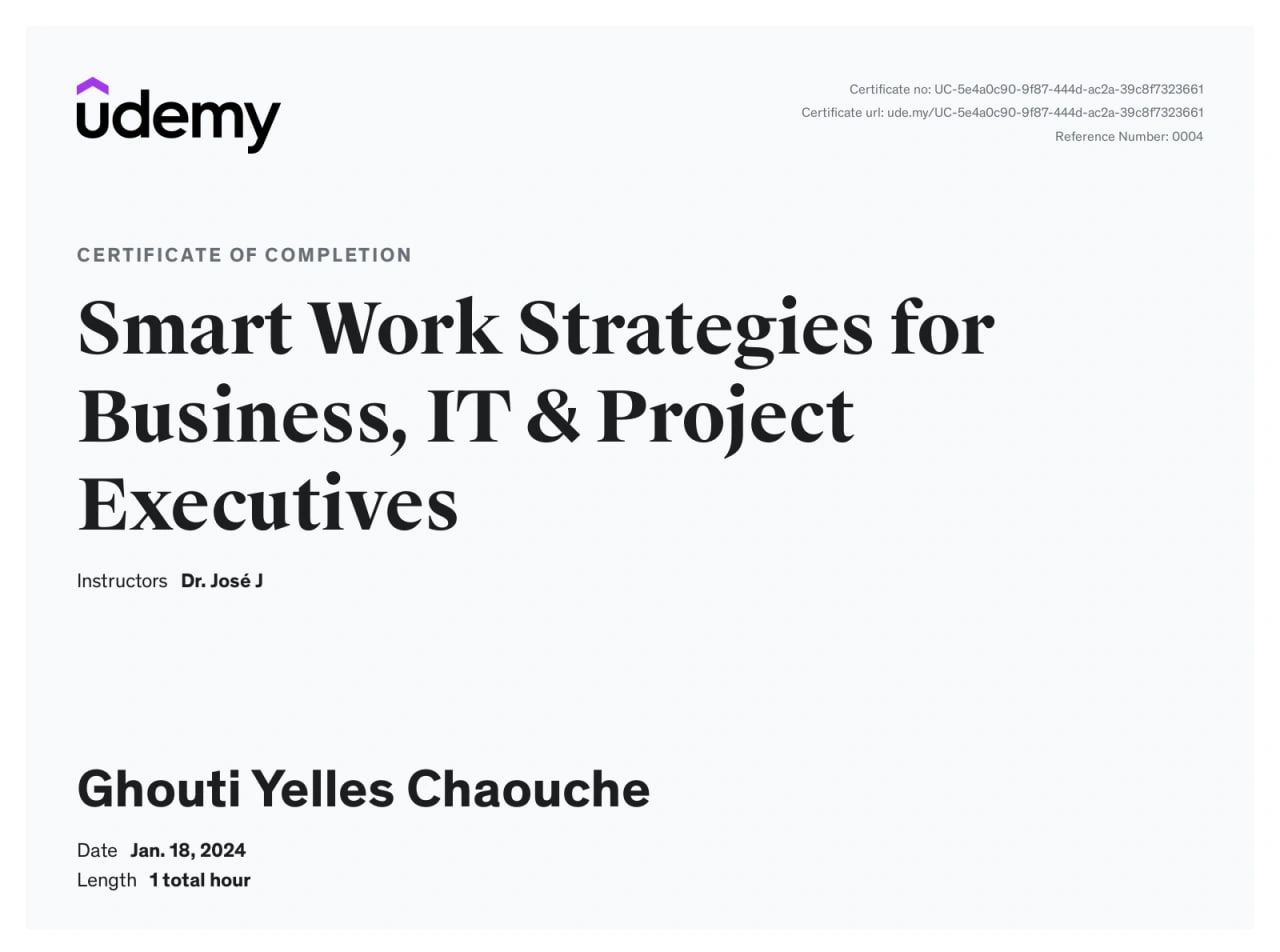 udemy
Certificate no: UC-5e4a0c90-9f87-444d-ac2a-39c8f7323661
Certificate url: ude.my/UC-5e4a0c90-9f87-444d-ac2a-39c8f7323661
Reference Number: 0004
CERTIFICATE OF COMPLETION
Smart Work Strategies for
Business, IT & Project
Executives
Instructors Dr. José J
Ghouti Yelles Chaouche
Date Jan. 18, 2024
Length 1 total hour